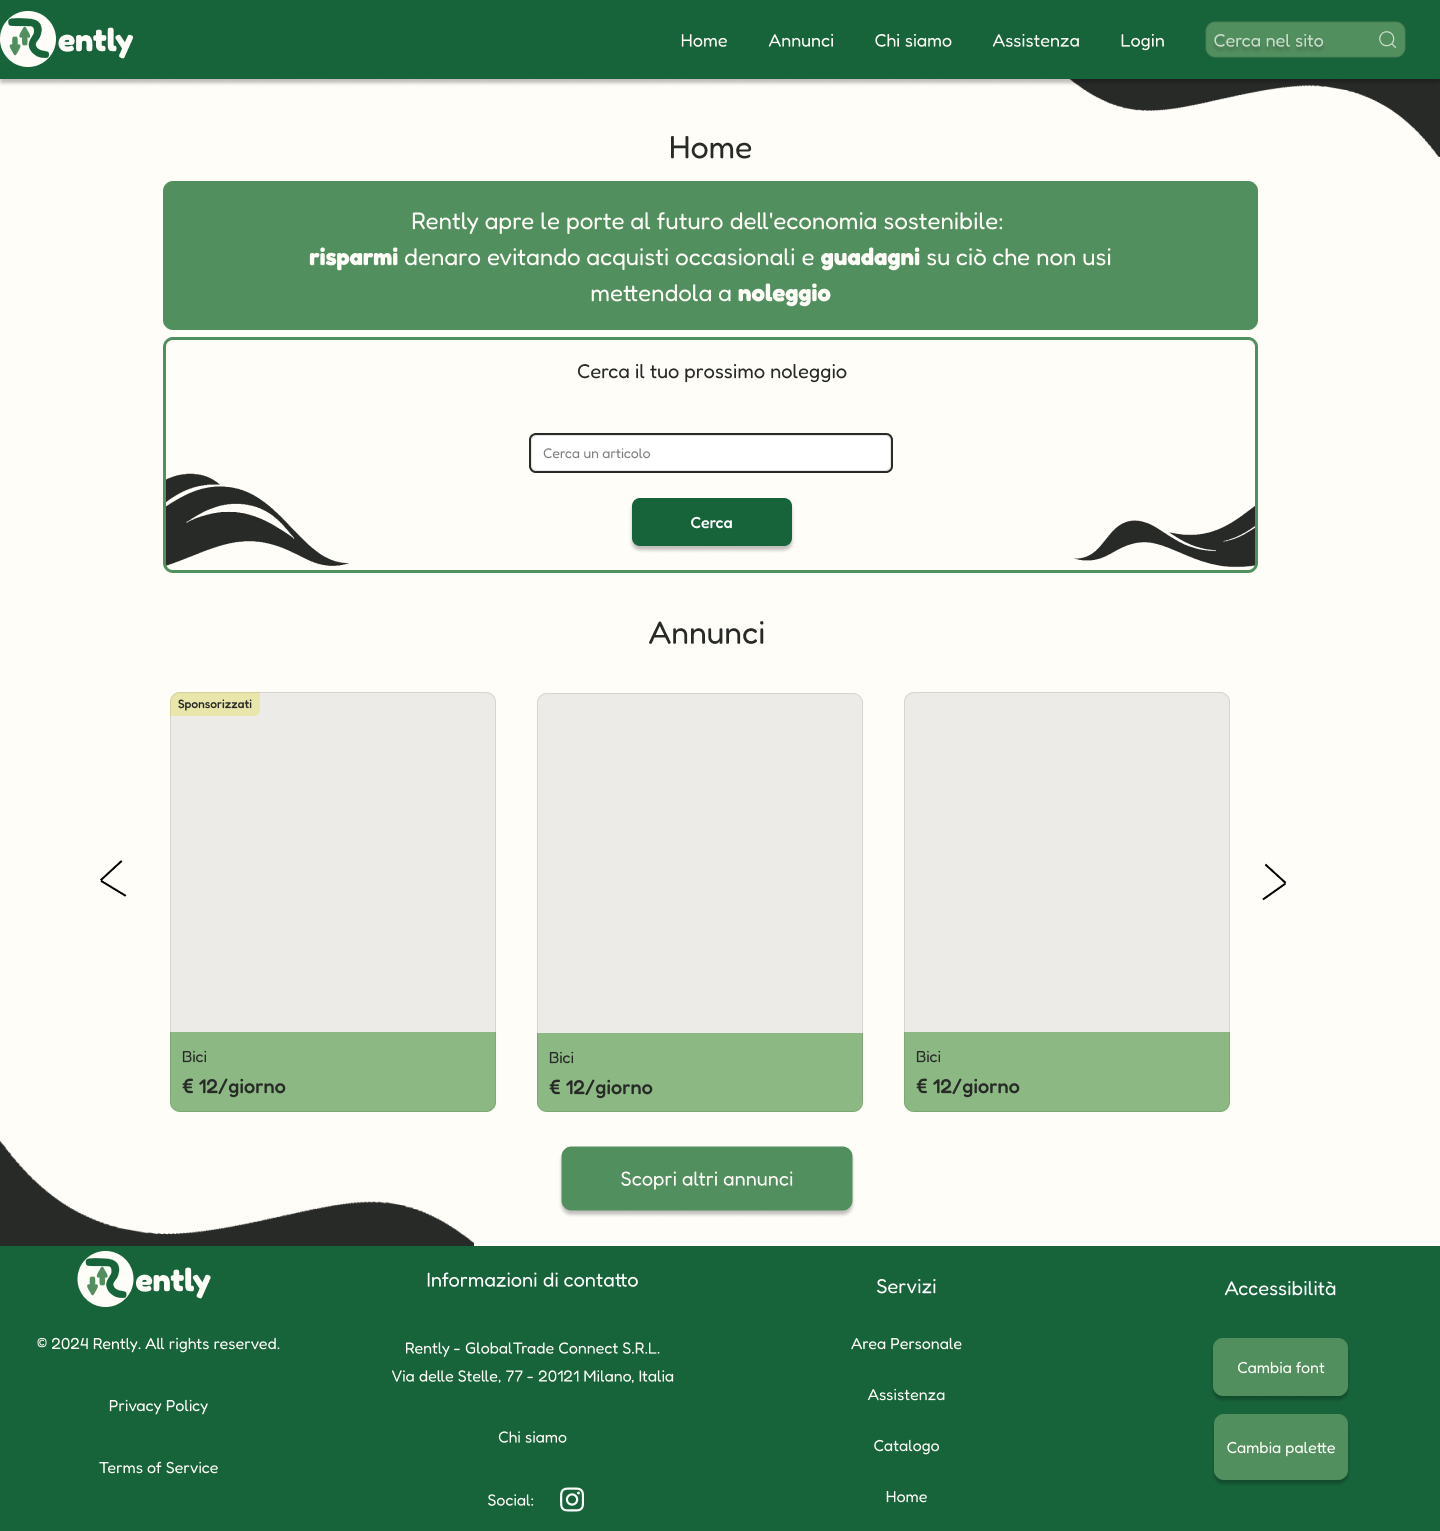 Rently
Home
Annunci
Chi siamo
Assistenza
Login
Cerca nel sito
Home
Rently apre le porte al futuro dell'economia sostenibile:
risparmi denaro evitando acquisti occasionali e guadagni su ciò che non usi
mettendola a noleggio
Cerca il tuo prossimo noleggio
Cerca un articolo
Cerca
Annunci
Sponsorizzati
Bici
€ 12/giorno
Bici
€ 12/giorno
Bici
€ 12/giorno
Scopri altri annunci
Rently
© 2024 Rently. All rights reserved.
Privacy Policy
Terms of Service
Informazioni di contatto
Rently - GlobalTrade Connect S.R.L.
Via delle Stelle, 77 - 20121 Milano, Italia
Chi siamo
Social:
Servizi
Area Personale
Assistenza
Catalogo
Home
Accessibilità
Cambia font
Cambia palette